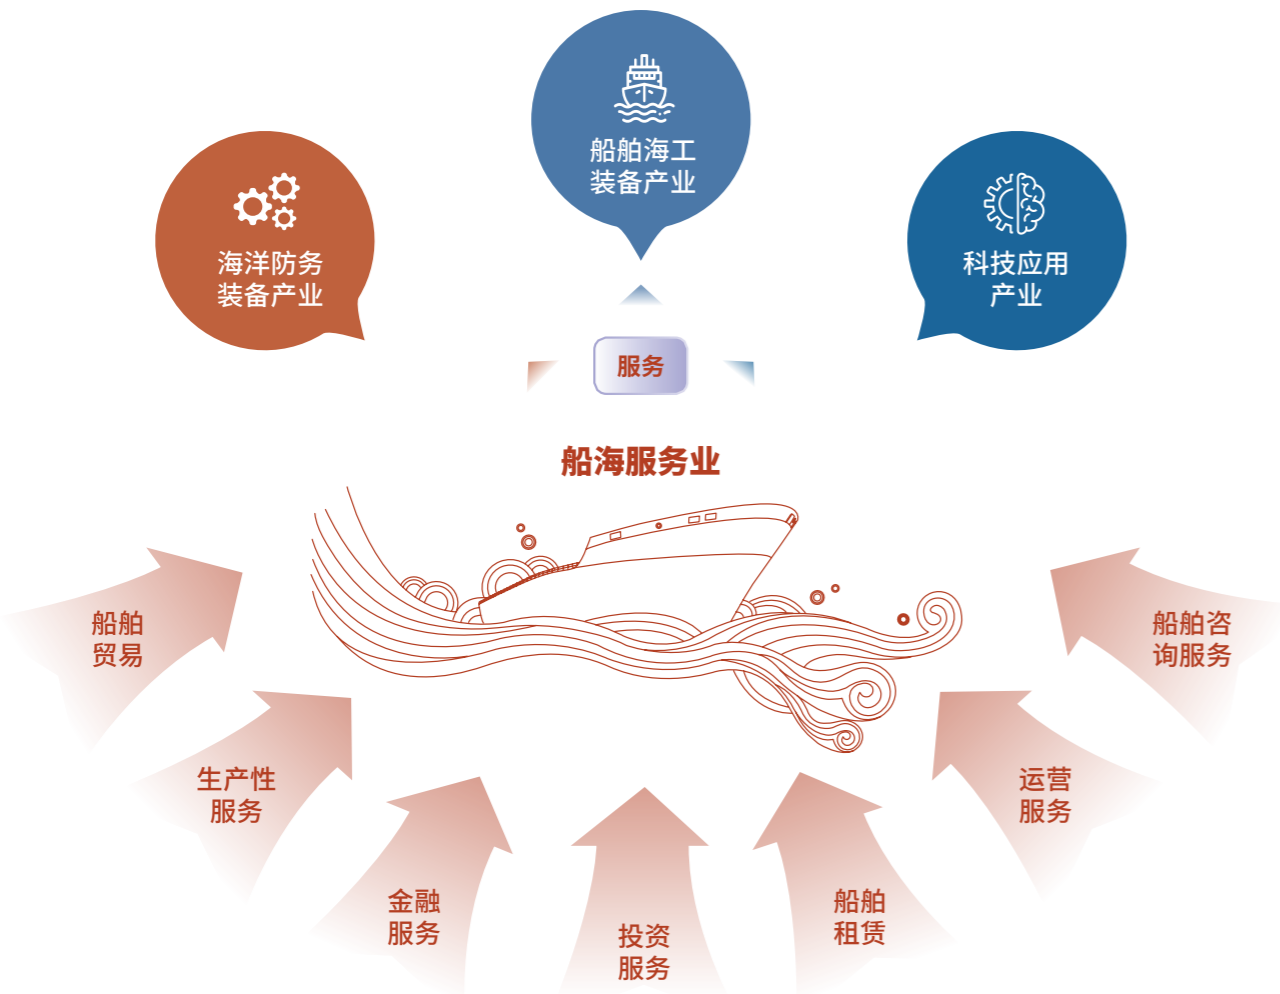 船舶海工
装备产业
海洋防务
装备产业
科技应用
产业
服务
船海服务业
船舶
贸易
船舶咨
询服务
生产性
服务
运营
服务
金融
服务
船舶
租赁
投资
服务